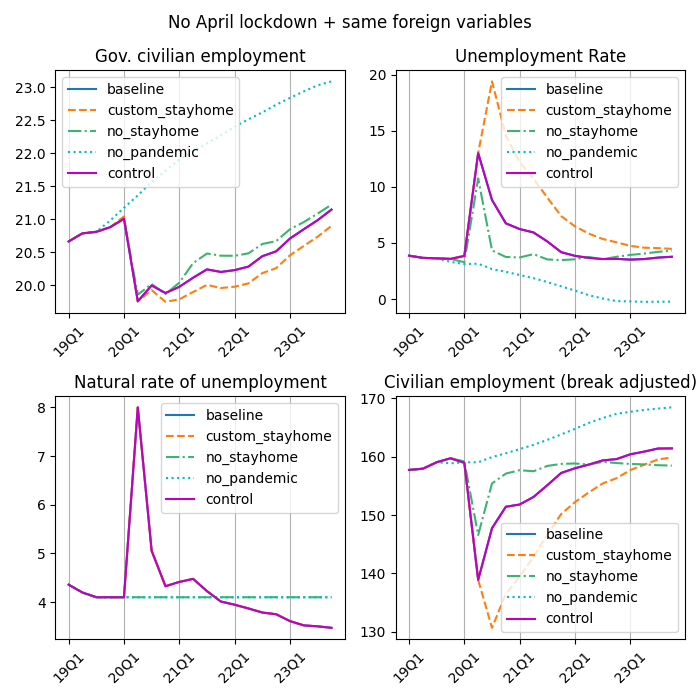 No April lockdown + same foreign variables
Gov. civilian employment
23.0
22.5
22.0
21.5
21.0
20.5
20.0
baseline
custom_stayhome
no_stayhome
no_pandemic
control
19Q1
20Q1
21Q1
22Q1
23Q1
Unemployment Rate
20
15
10
5
0
baseline
custom_stayhome
no_stayhome
no_pandemic
control
19Q1
20Q1
21Q1
22Q1
23Q1
Natural rate of unemployment
8
7
6
5
4
baseline
custom_stayhome
no_stayhome
no_pandemic
control
19Q1
20Q1
21Q1
22Q1
23Q1
Civilian employment (break adjusted)
170
160
150
140
130
baseline
custom_stayhome
no_stayhome
no_pandemic
control
19Q1
20Q1
21Q1
22Q1
23Q1